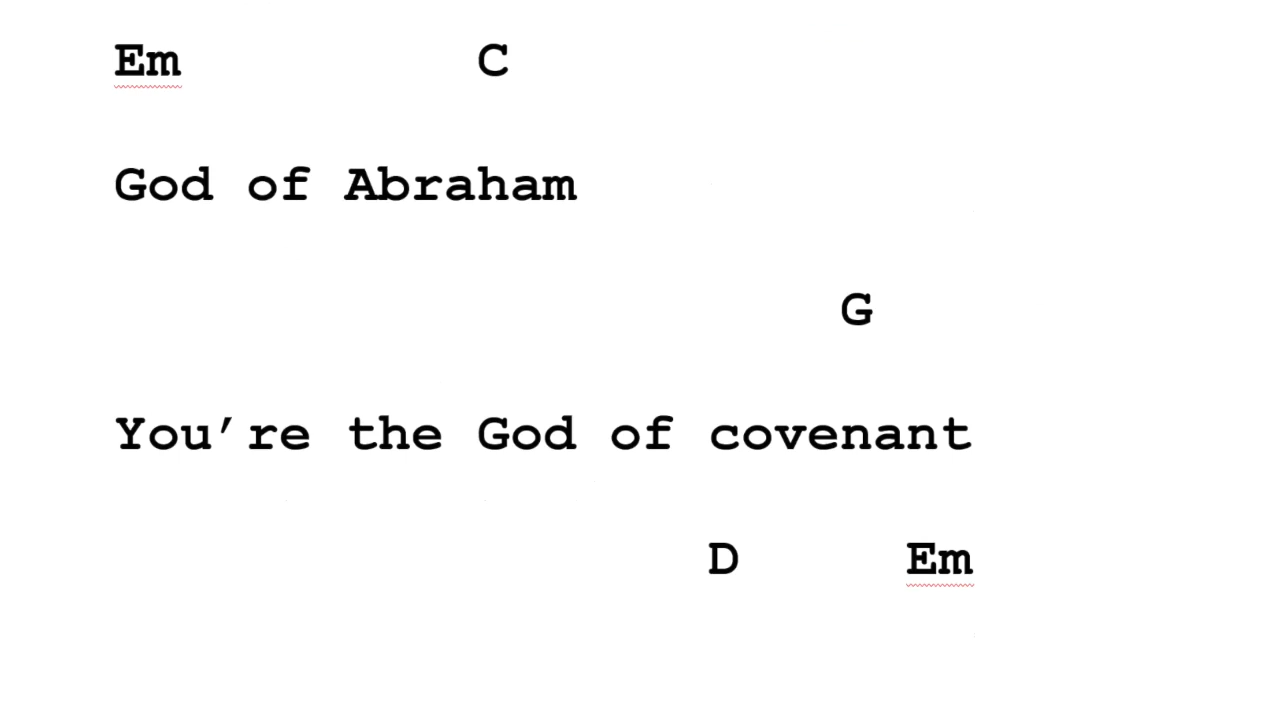 Em         C
God of Abraham
                      G
You’re the God of covenant
                  D     Em